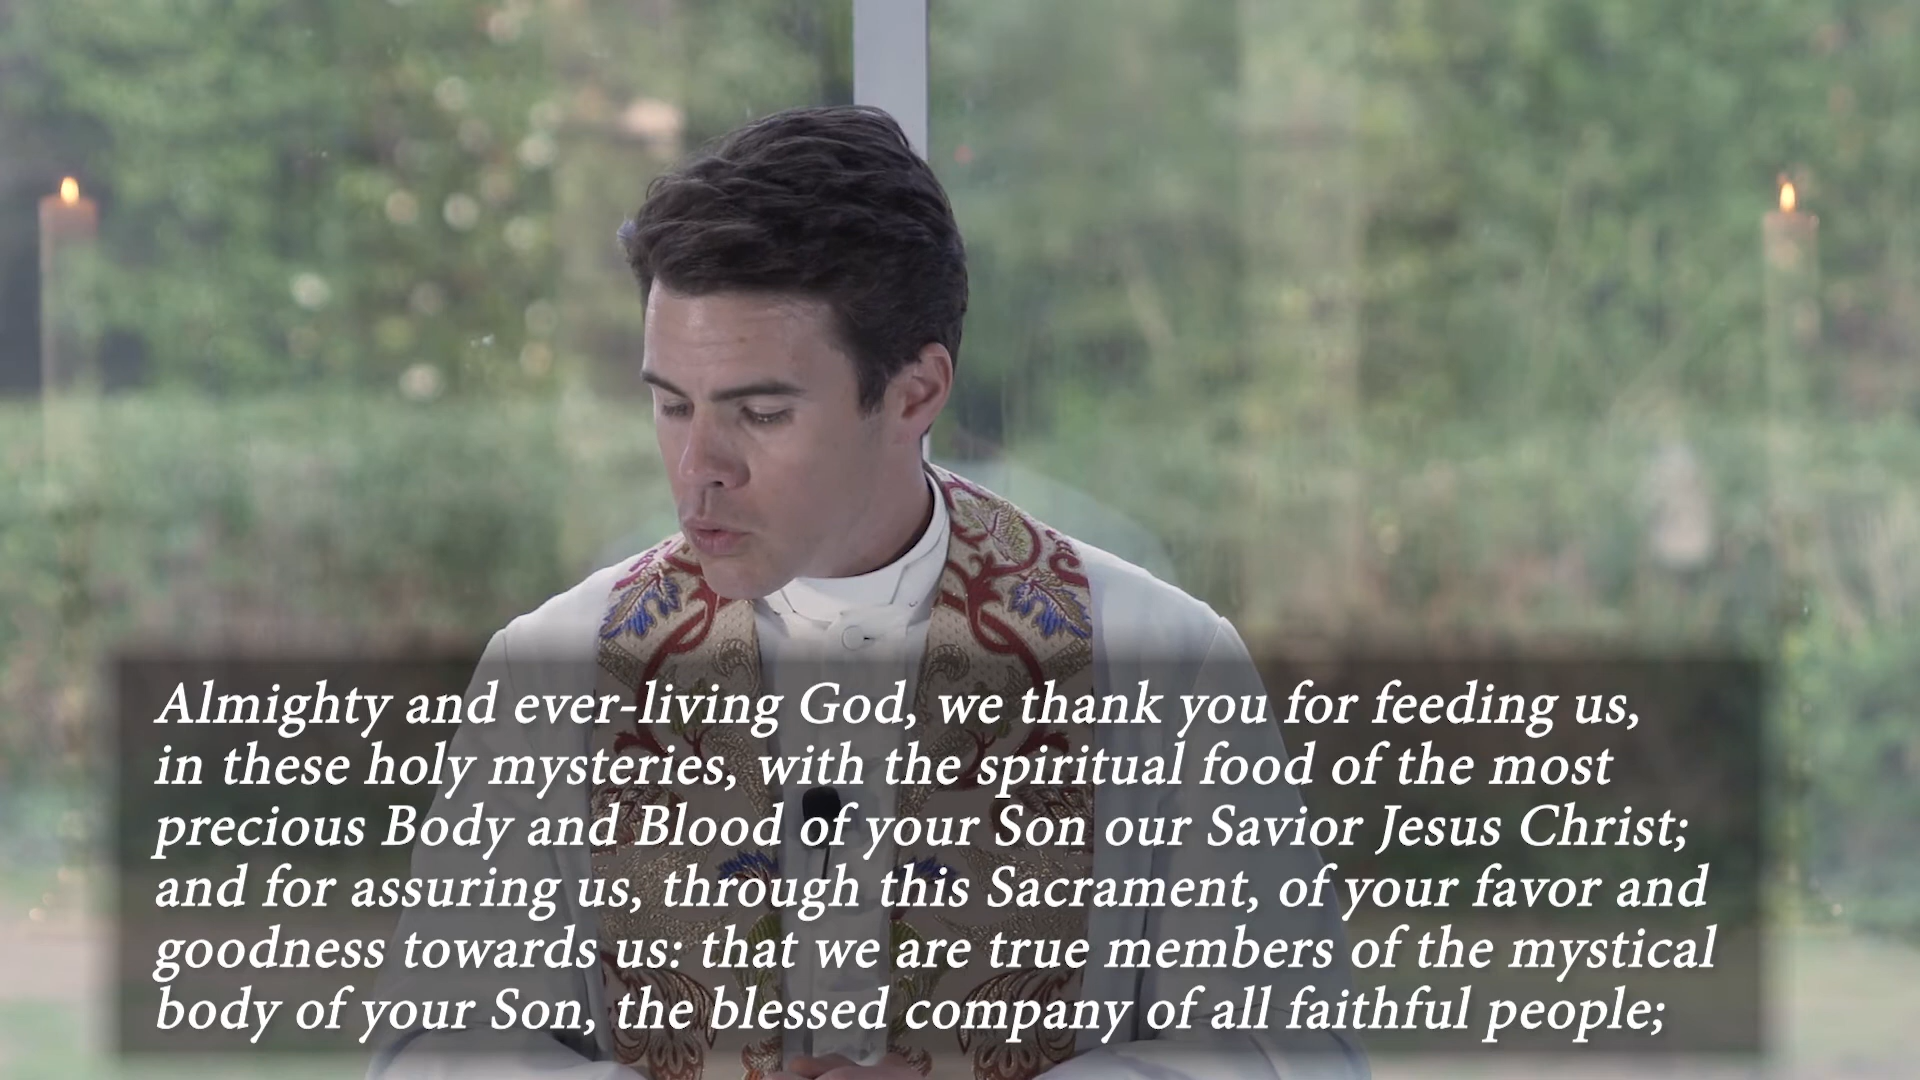 Almighty and ever-living God, we thank you for feeding us,
in these holy mysteries, with the spiritual food of the most
precious Body and Blood of your Son our Savior Jesus Christ;
and for assuring us, through this Sacrament, of your favor and
goodness towards us: that we are true members of the mystical
body of your Son, the blessed company of all faithful people;